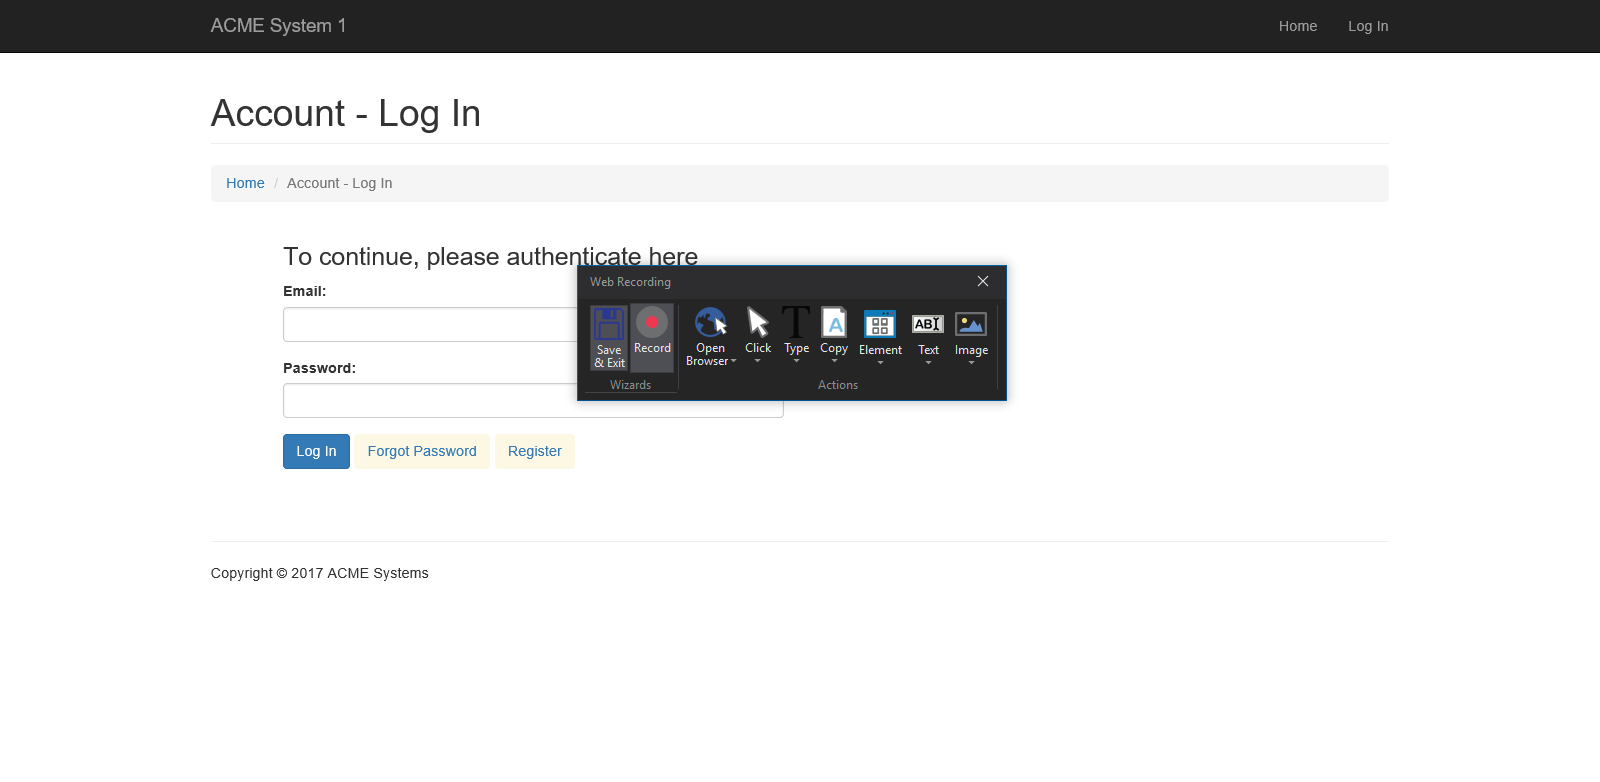 ACME System 1
Home Log In
Account - Log In
Home / Account - Log In
To continue, please authenticate here
Email:
Password:
Log In Forgot Password Register
Copyright © 2017 ACME Systems
Web Recording
Save & Exit
Record
Open Browser
Click
Type
Copy
Element
Text
Image
Wizards
Actions
T
A
AB